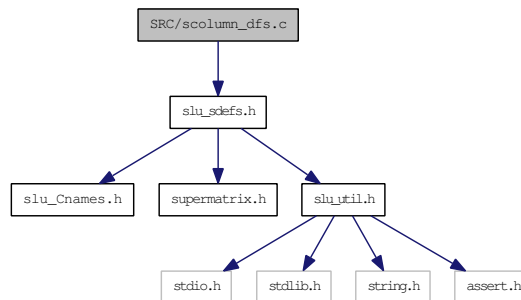 SRC/scolumn_dfs.c
slu_sdefs.h
slu_Cnames.h
supermatrix.h
slu_util.h
stdio.h
stdlib.h
string.h
assert.h